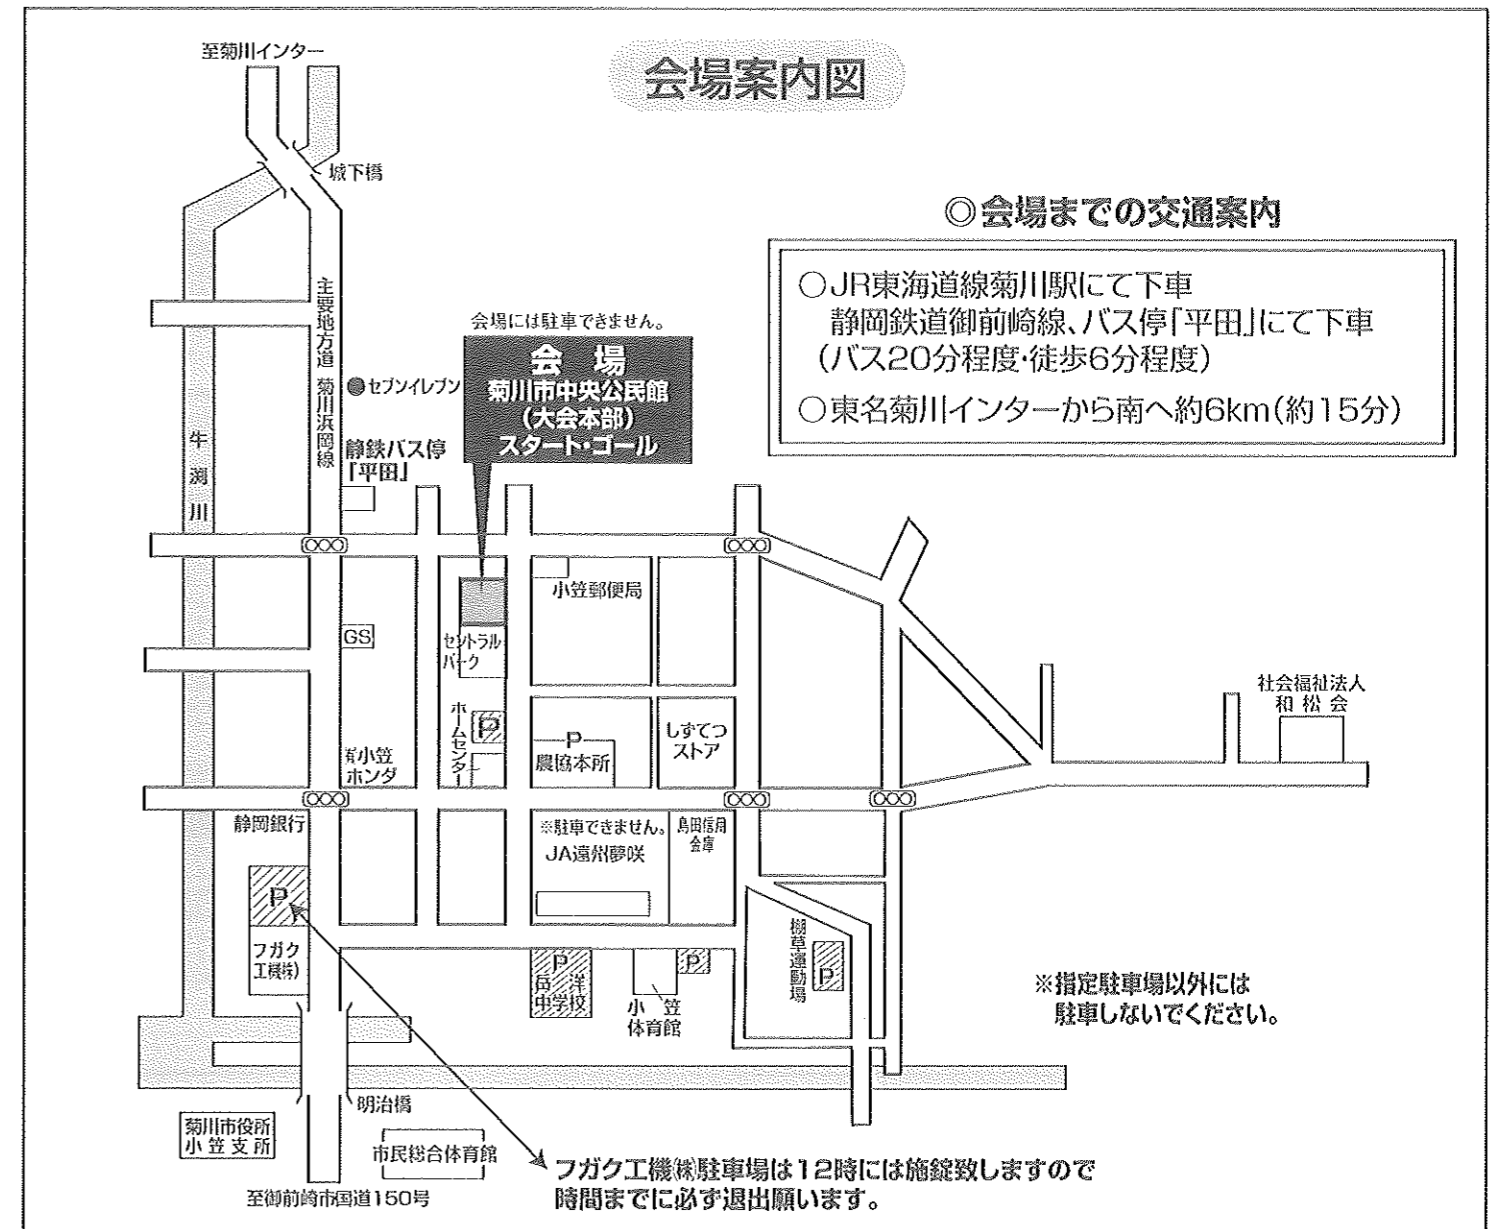 至菊川インター
会場案内図
城下橋
◎会場までの交通案内
○JR東海道線菊川駅にて下車
静岡鉄道御前崎線、バス停「平田」にて下車
(バス20分程度・徒歩6分程度)
○東名菊川インターから南へ約6km(約15分)
主要地方道 菊川浜岡線
牛渕川
会場には駐車できません。
会 場
菊川市中央公民館
(大会本部)
スタート・ゴール
セブンイレブン
静鉄バス停
「平田」
小笠郵便局
GS
セントラル
パーク
社会福祉法人
和松会
ホームセンター
P
P
農協本所
しずてつ
ストア
㈲小笠
ホンダ
静岡銀行
※駐車できません。
JA遠州夢咲
島田信用
金庫
P
フガク
工機㈱
P
岳洋
中学校
小笠
体育館
P
棚草運動場
P
※指定駐車場以外には
駐車しないでください。
明治橋
菊川市役所
小笠支所
市民総合体育館
至御前崎市国道150号
フガク工機㈱駐車場は12時には施錠致しますので
時間までに必ず退出願います。